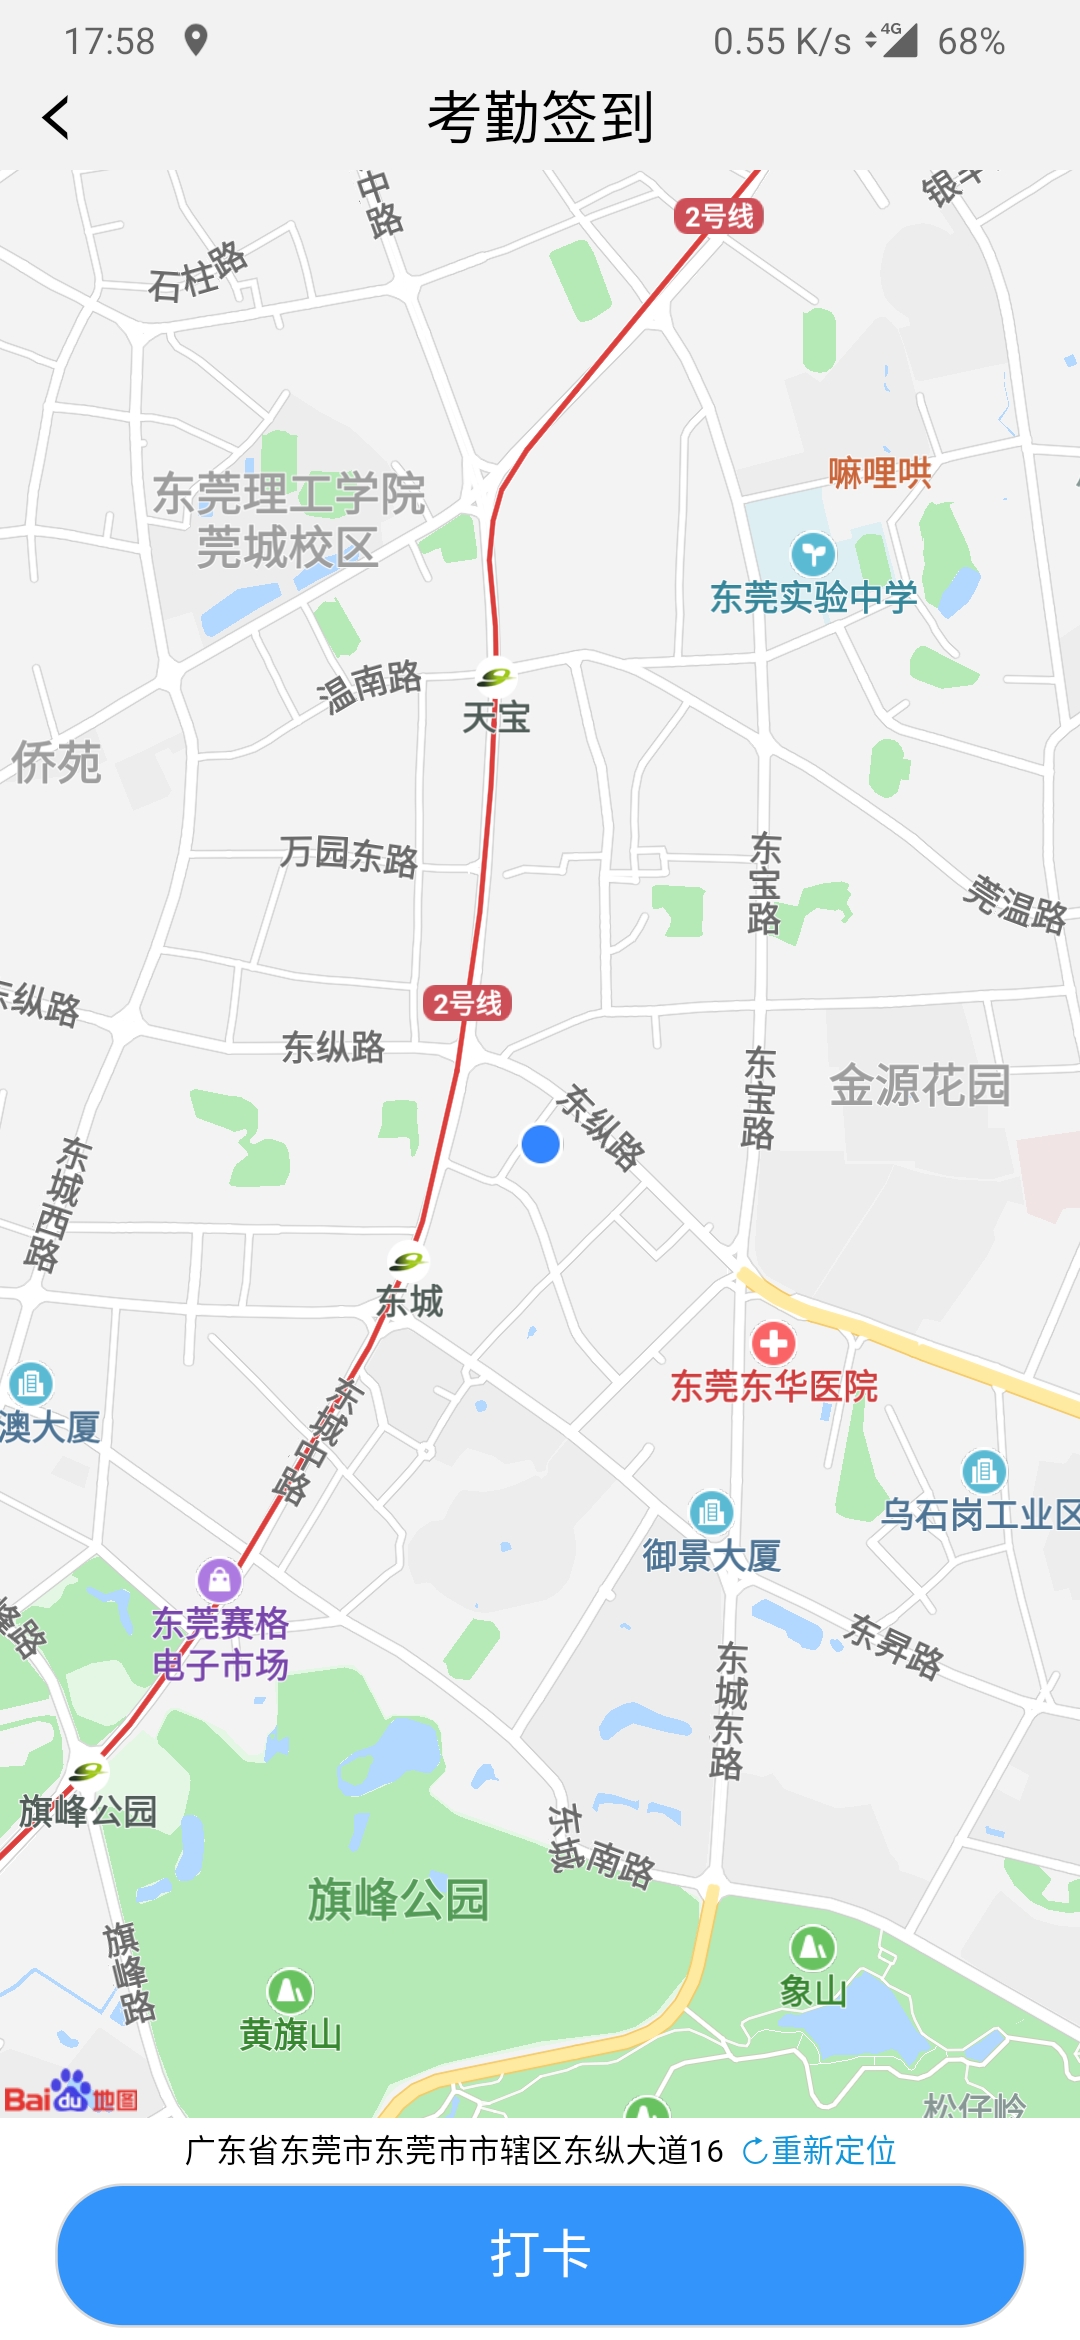 17:58
0.55 K/s
4G
68%
考勤签到
中路
2号线
石柱路
嘛哩哄
东莞理工学院
莞城校区
东莞实验中学
温南路
天宝
侨苑
万园东路
东宝路
莞温路
东纵路
2号线
东纵路
东宝路
金源花园
东纵路
东城西路
东城
东莞东华医院
澳大厦
东城中路
乌石岗工业区
御景大厦
峰路
东莞赛格
电子市场
东昇路
东城东路
旗峰公园
东城南路
旗峰公园
旗峰路
象山
黄旗山
Bai du 地图
松仔岭
广东省东莞市东莞市市辖区东纵大道16 重新定位
打卡